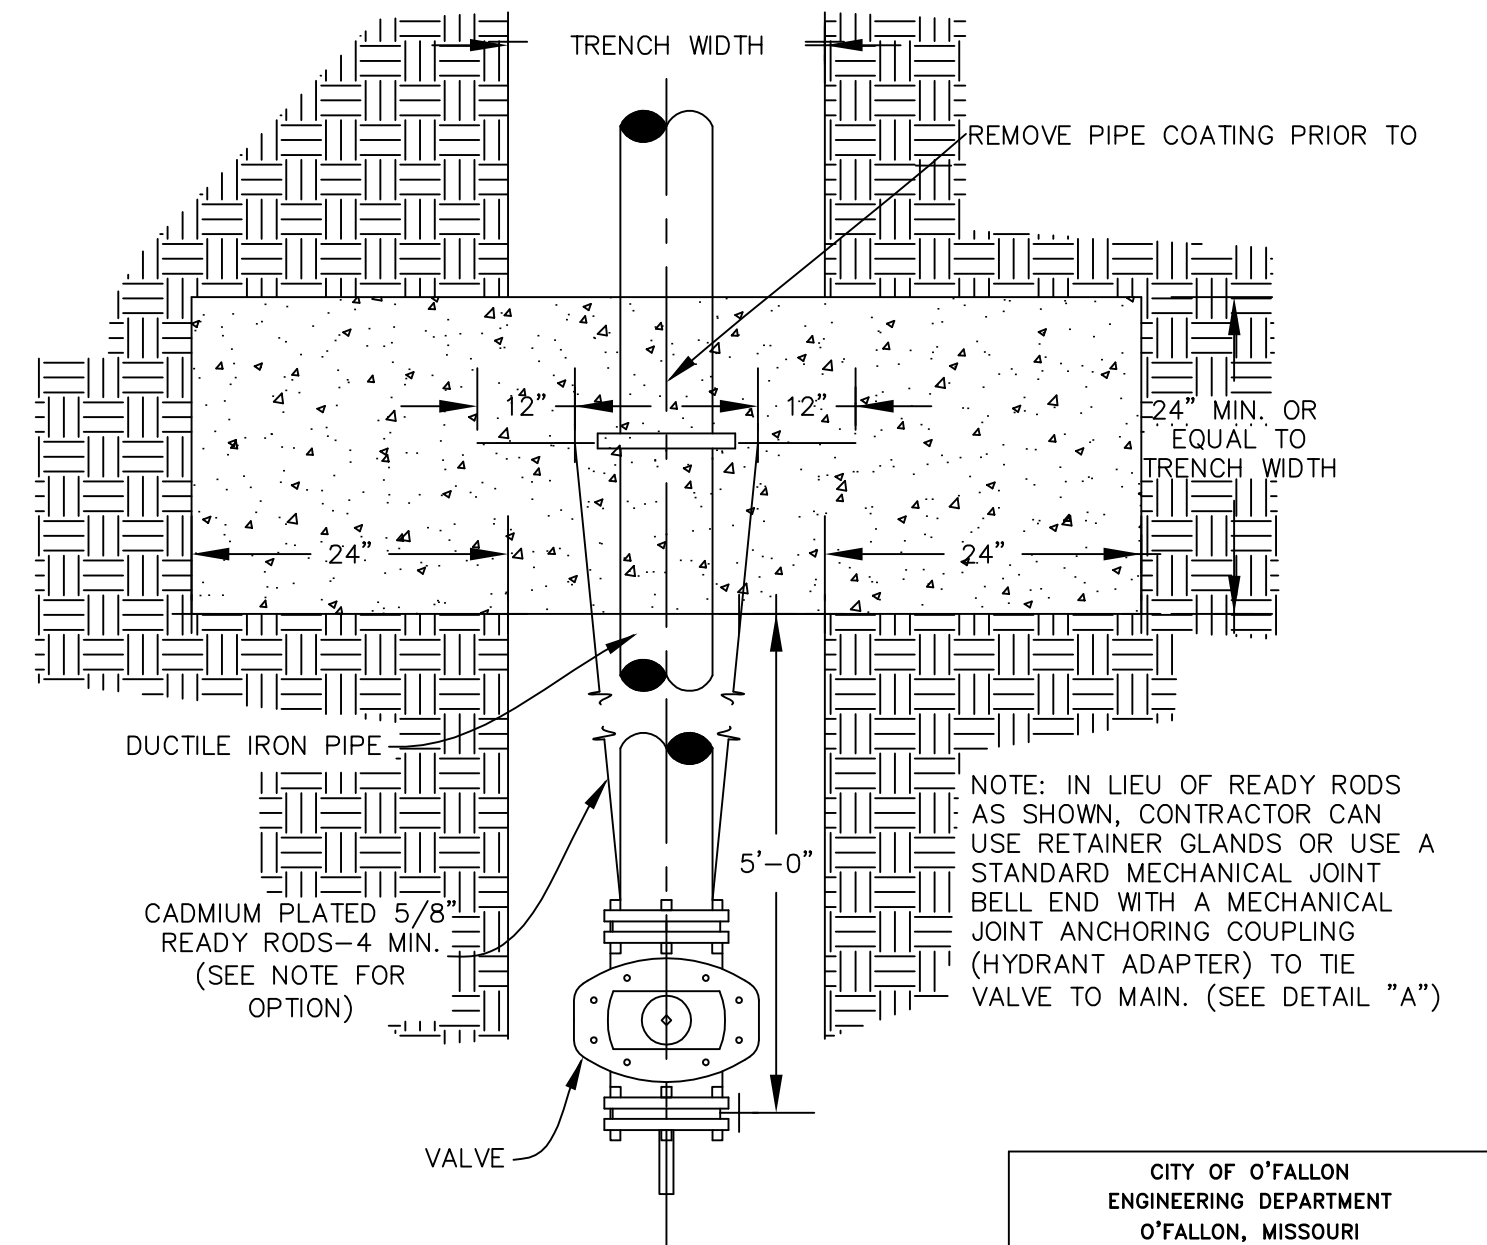 TRENCH WIDTH
REMOVE PIPE COATING PRIOR TO
12"
12"
24" MIN. OR
EQUAL TO
TRENCH WIDTH
24"
24"
DUCTILE IRON PIPE
NOTE: IN LIEU OF READY RODS
AS SHOWN, CONTRACTOR CAN
USE RETAINER GLANDS OR USE A
STANDARD MECHANICAL JOINT
BELL END WITH A MECHANICAL
JOINT ANCHORING COUPLING
(HYDRANT ADAPTER) TO TIE
VALVE TO MAIN. (SEE DETAIL "A")
5'-0"
CADMIUM PLATED 5/8"
READY RODS-4 MIN.
(SEE NOTE FOR
OPTION)
VALVE
CITY OF O'FALLON
ENGINEERING DEPARTMENT
O'FALLON, MISSOURI